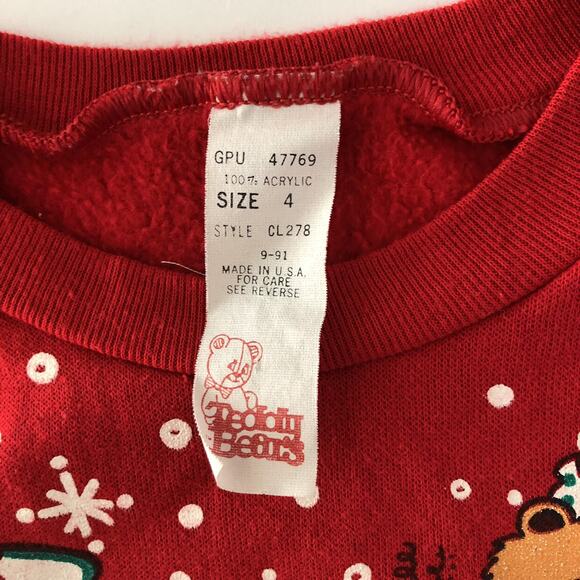 GPU 47769
100% ACRYLIC
SIZE 4
STYLE CL278
9-91
MADE IN U.S.A.
FOR CARE
SEE REVERSE
Teddy
Bears